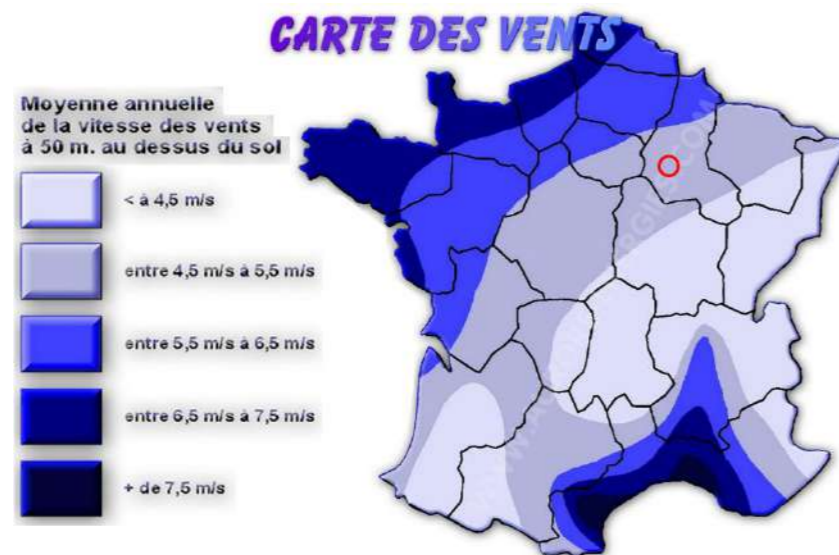 CARTE DES VENTS
Moyenne annuelle
de la vitesse des vents
à 50 m. au dessus du sol
< à 4,5 m/s
entre 4,5 m/s à 5,5 m/s
entre 5,5 m/s à 6,5 m/s
entre 6,5 m/s à 7,5 m/s
+ de 7,5 m/s